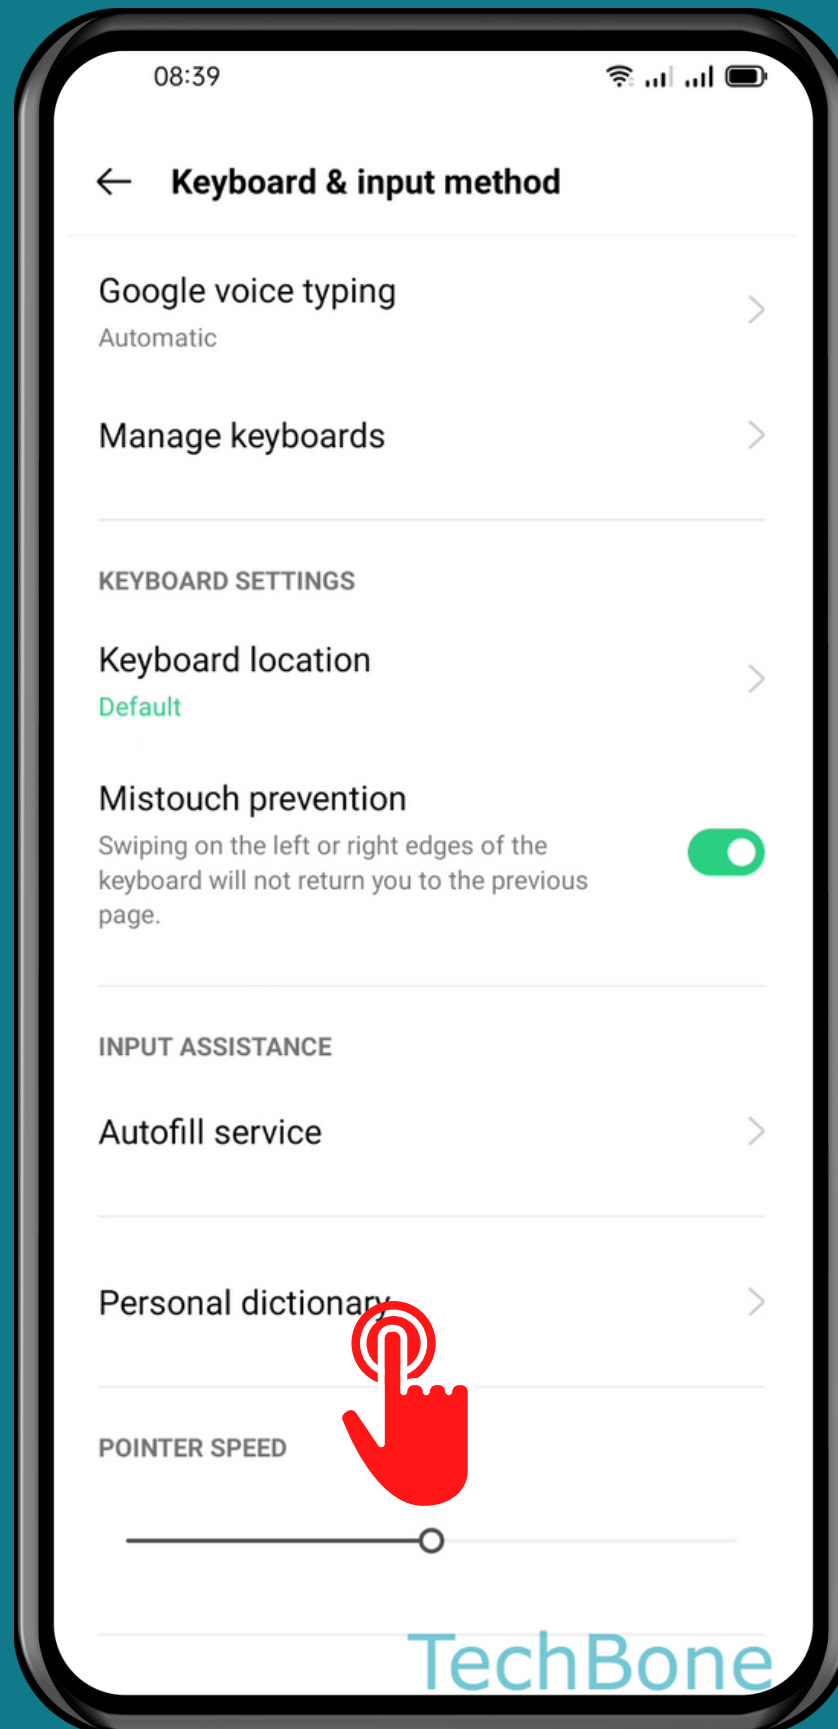 08:39
Keyboard & input method
Google voice typing
Automatic
Manage keyboards
KEYBOARD SETTINGS
Keyboard location
Default
Mistouch prevention
Swiping on the left or right edges of the
keyboard will not return you to the previous
page.
INPUT ASSISTANCE
Autofill service
Personal dictionary
POINTER SPEED
TechBone